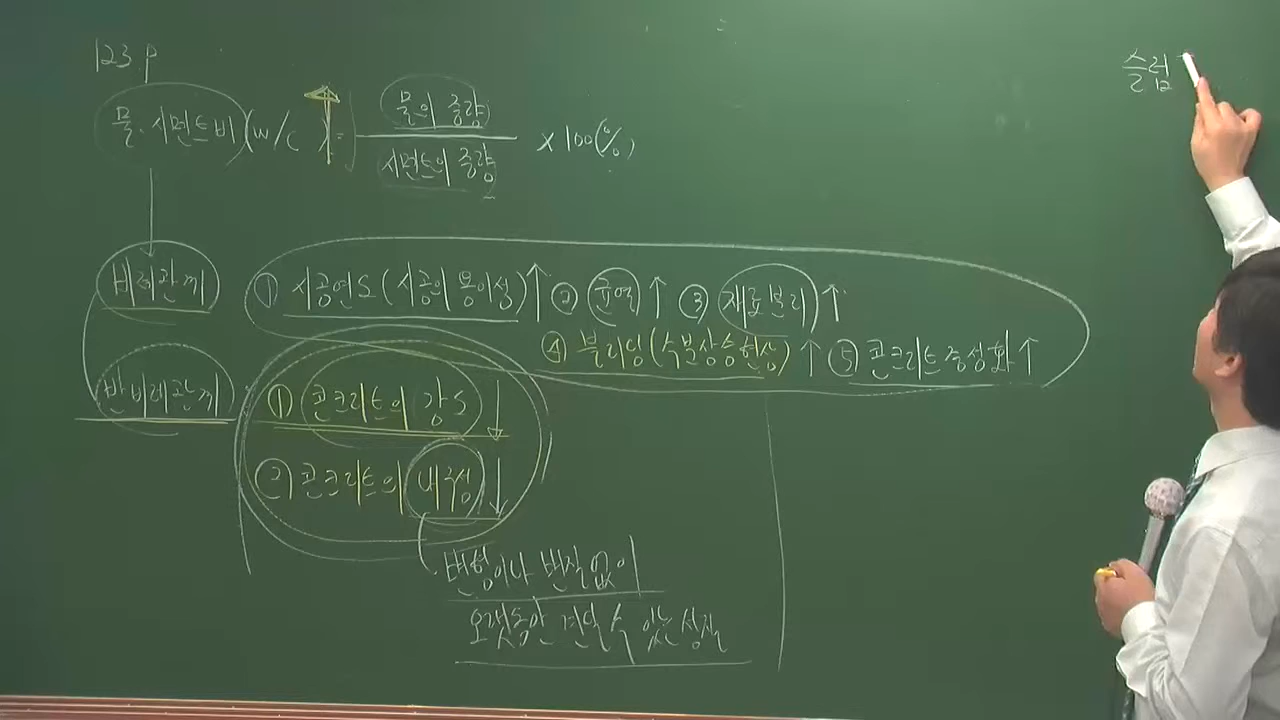 123.P
물·시멘트비(W/C) = 물의 중량 / 시멘트의 중량 × 100(%)
비례관계
① 시공연도(시공의 용이성)↑ ② 균열↑ ③ 재료분리↑
④ 블리딩(수분상승현상)↑ ⑤ 콘크리트중성화↑
반비례관계
① 콘크리트의 강도↓
② 콘크리트의 내구성↓
변형이나 변질없이
오랫동안 견딜 수 있는 성질
슬럼